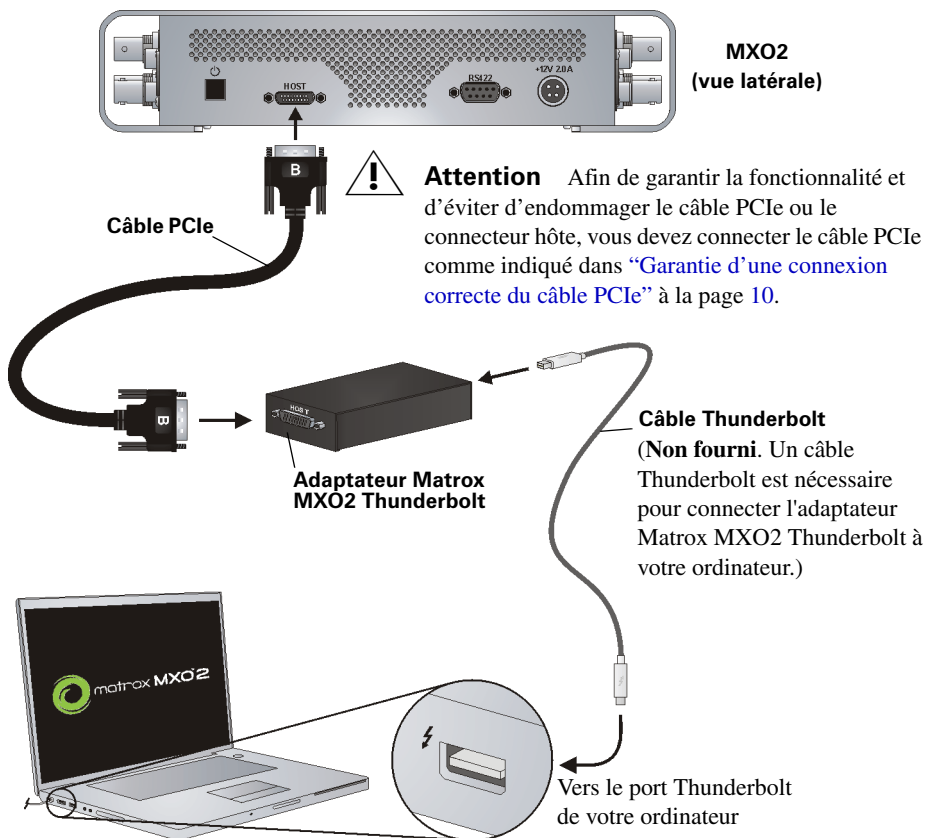 MXO2
(vue latérale)
HOST
RS422
+12V 2.0A
B
Attention Afin de garantir la fonctionnalité et
d'éviter d'endommager le câble PCIe ou le
connecteur hôte, vous devez connecter le câble PCIe
comme indiqué dans “Garantie d'une connexion
correcte du câble PCIe” à la page 10.
Câble PCIe
B
HOST
Adaptateur Matrox
MXO2 Thunderbolt
Câble Thunderbolt
(Non fourni. Un câble
Thunderbolt est nécessaire
pour connecter l'adaptateur
Matrox MXO2 Thunderbolt à
votre ordinateur.)
matrox MXO2
Vers le port Thunderbolt
de votre ordinateur